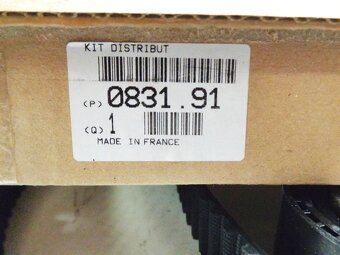 KIT DISTRIBUT
(P) 0831.91
(Q) 1
MADE IN FRANCE